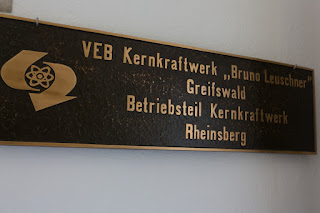 VEB Kernkraftwerk „Bruno Leuschner"
Greifswald
Betriebsteil Kernkraftwerk
Rheinsberg